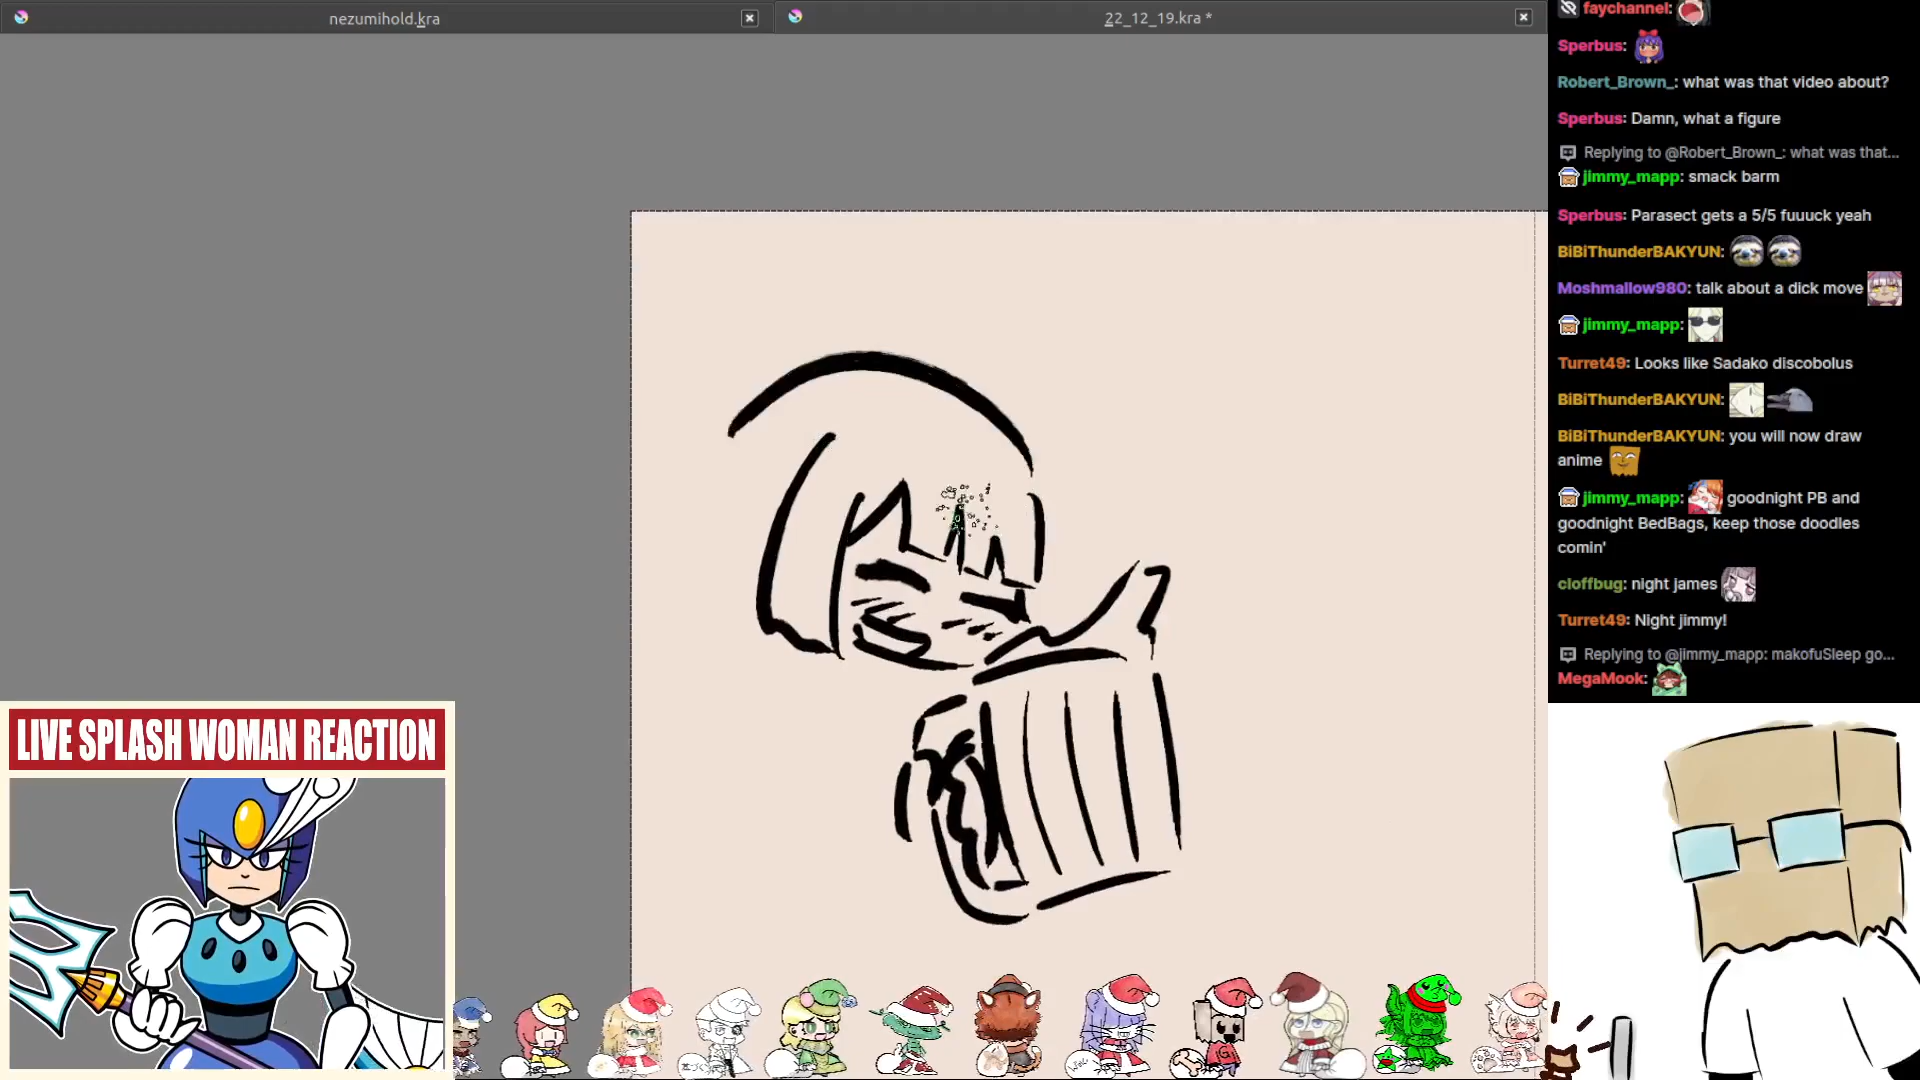 nezumihold.kra
22_12_19.kra *
faychannel:
Sperbus:
Robert_Brown_: what was that video about?
Sperbus: Damn, what a figure
Replying to @Robert_Brown_: what was that...
jimmy_mapp: smack barm
Sperbus: Parasect gets a 5/5 fuuuck yeah
BiBiThunderBAKYUN:
Moshmallow980: talk about a dick move
jimmy_mapp:
Turret49: Looks like Sadako discobolus
BiBiThunderBAKYUN:
BiBiThunderBAKYUN: you will now draw
anime
jimmy_mapp: goodnight PB and
goodnight BedBags, keep those doodles
comin'
cloffbug: night james
Turret49: Night jimmy!
Replying to @jimmy_mapp: makofuSleep go...
MegaMook:
LIVE SPLASH WOMAN REACTION